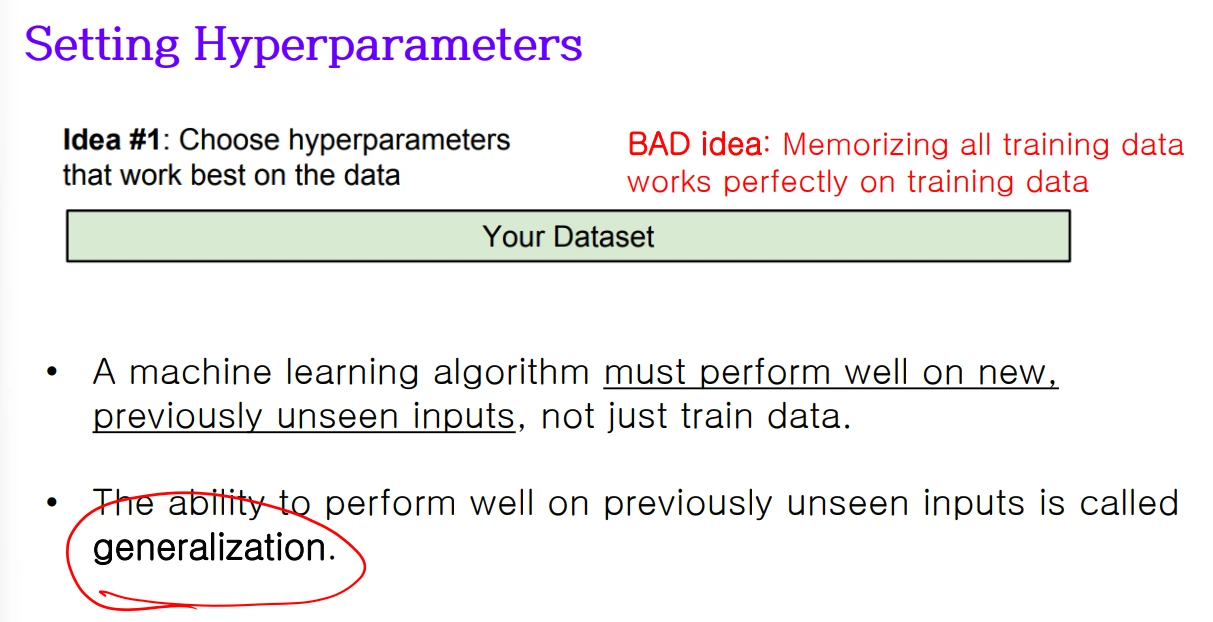 Setting Hyperparameters
Idea #1: Choose hyperparameters
that work best on the data
BAD idea: Memorizing all training data
works perfectly on training data
Your Dataset
• A machine learning algorithm must perform well on new,
previously unseen inputs, not just train data.
• The ability to perform well on previously unseen inputs is called
generalization.